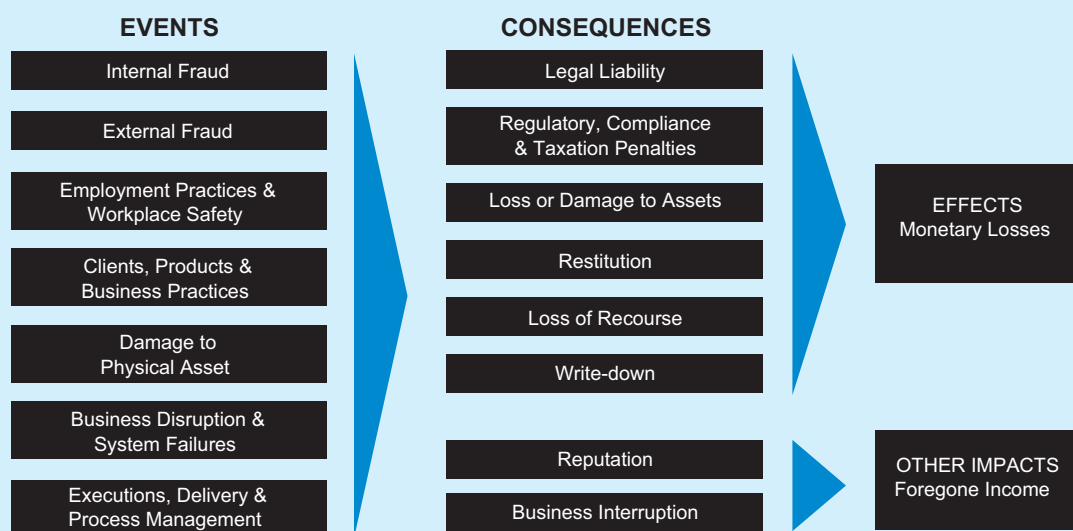 EVENTS
Internal Fraud
External Fraud
Employment Practices &
Workplace Safety
Clients, Products &
Business Practices
Damage to
Physical Asset
Business Disruption &
System Failures
Executions, Delivery &
Process Management
CONSEQUENCES
Legal Liability
Regulatory, Compliance
& Taxation Penalties
Loss or Damage to Assets
Restitution
Loss of Recourse
Write-down
Reputation
Business Interruption
EFFECTS
Monetary Losses
OTHER IMPACTS
Foregone Income